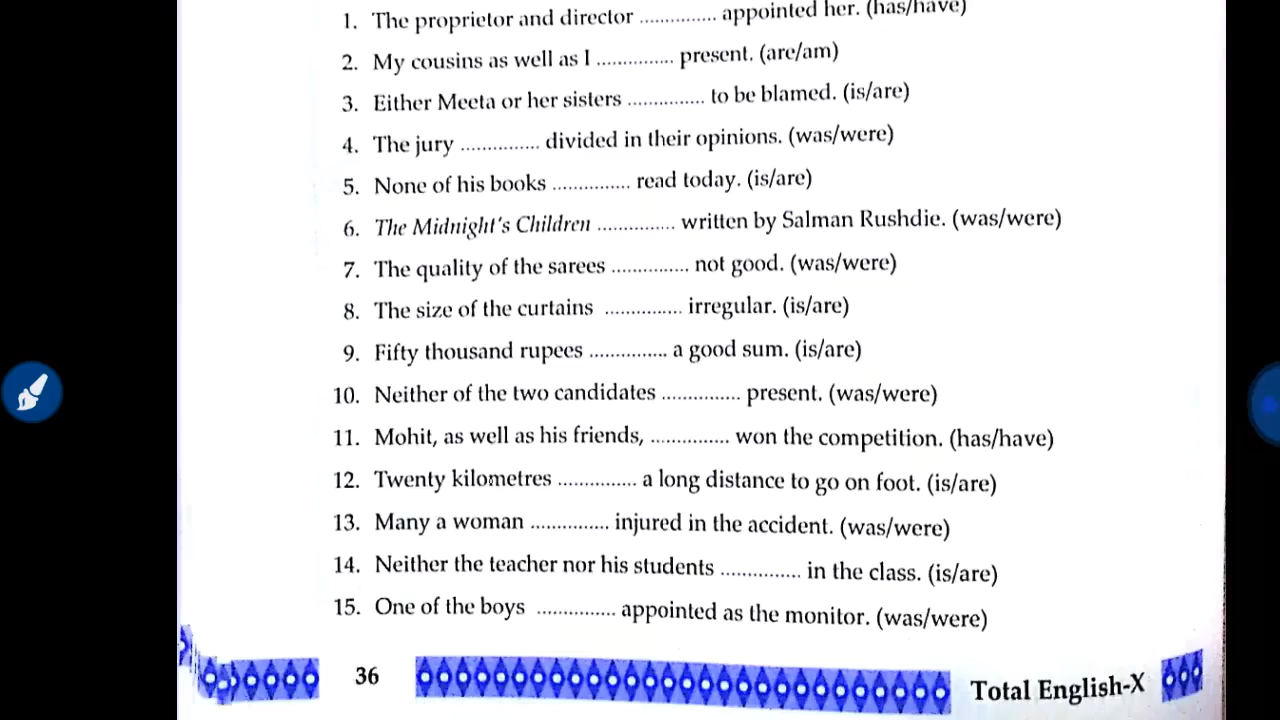 1. The proprietor and director ............... appointed her. (has/have)
2. My cousins as well as I ............... present. (are/am)
3. Either Meeta or her sisters ............... to be blamed. (is/are)
4. The jury ............... divided in their opinions. (was/were)
5. None of his books ............... read today. (is/are)
6. The Midnight's Children ............... written by Salman Rushdie. (was/were)
7. The quality of the sarees ............... not good. (was/were)
8. The size of the curtains ............... irregular. (is/are)
9. Fifty thousand rupees ............... a good sum. (is/are)
10. Neither of the two candidates ............... present. (was/were)
11. Mohit, as well as his friends, ............... won the competition. (has/have)
12. Twenty kilometres ............... a long distance to go on foot. (is/are)
13. Many a woman ............... injured in the accident. (was/were)
14. Neither the teacher nor his students ............... in the class. (is/are)
15. One of the boys ............... appointed as the monitor. (was/were)
36 Total English-X